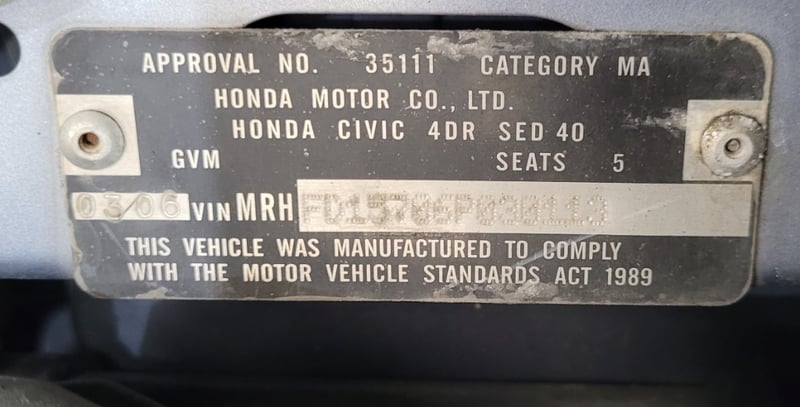 APPROVAL NO. 35111 CATEGORY MA
HONDA MOTOR CO., LTD.
HONDA CIVIC 4DR SED 40
GVM SEATS 5
03/06 VIN MRH
THIS VEHICLE WAS MANUFACTURED TO COMPLY
WITH THE MOTOR VEHICLE STANDARDS ACT 1989